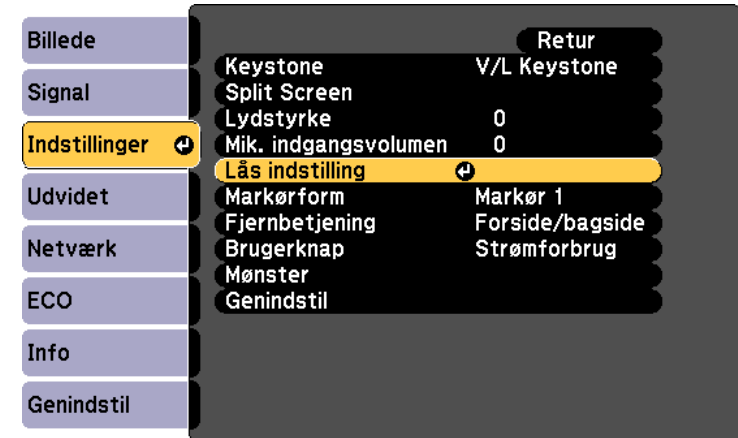 Billede
Signal
Indstillinger
Udvidet
Netværk
ECO
Info
Genindstil
Retur
Keystone V/L Keystone
Split Screen
Lydstyrke 0
Mik. indgangsvolumen 0
Lås indstilling
Markørform Markør 1
Fjernbetjening Forside/bagside
Brugerknap Strømforbrug
Mønster
Genindstil